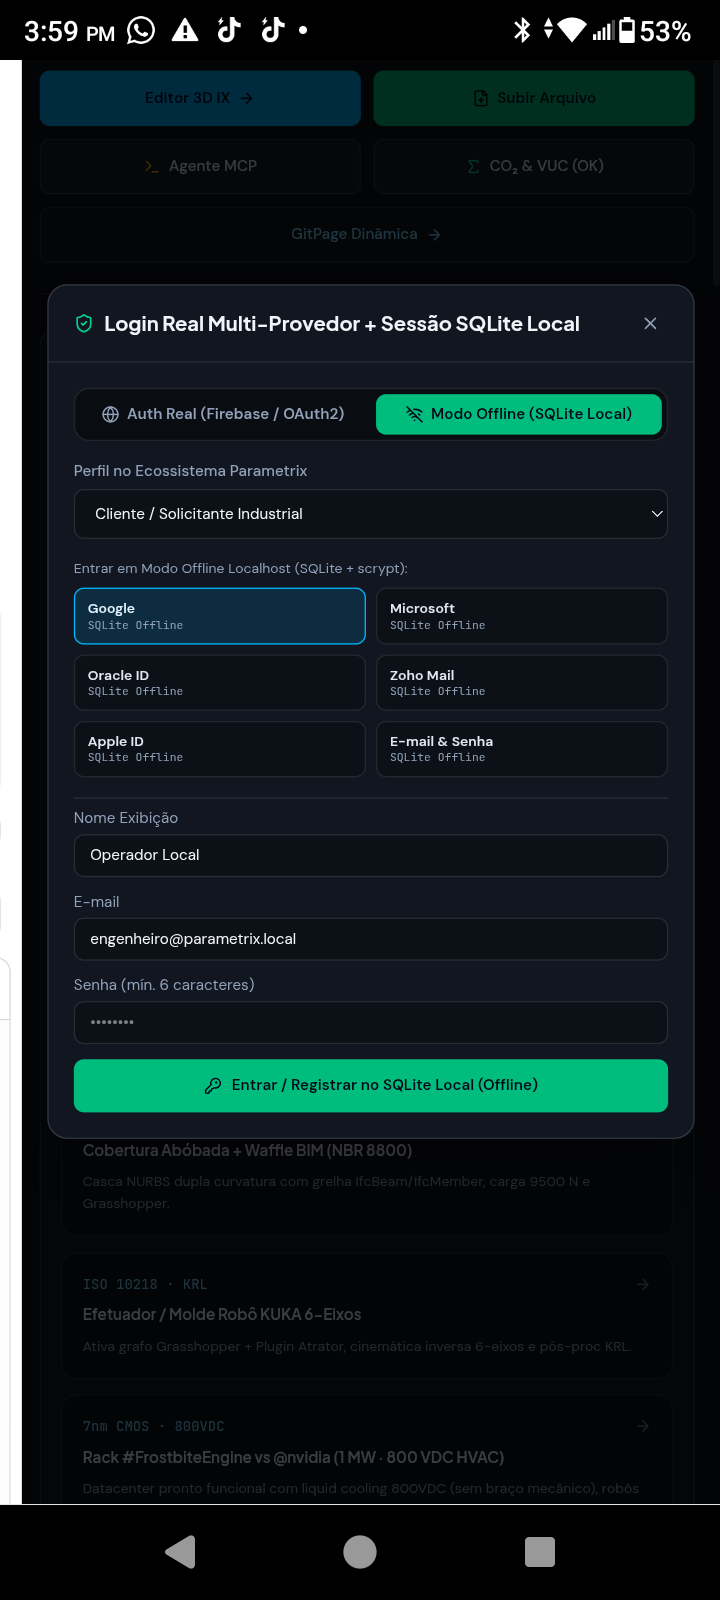 3:59 PM 53%
Editor 3D IX →
Subir Arquivo
>_ Agente MCP
Σ CO₂ & VUC (OK)
GitPage Dinâmica →
Login Real Multi-Provedor + Sessão SQLite Local
Auth Real (Firebase / OAuth2)
Modo Offline (SQLite Local)
Perfil no Ecossistema Parametrix
Cliente / Solicitante Industrial
Entrar em Modo Offline Localhost (SQLite + scrypt):
Google
SQLite Offline
Microsoft
SQLite Offline
Oracle ID
SQLite Offline
Zoho Mail
SQLite Offline
Apple ID
SQLite Offline
E-mail & Senha
SQLite Offline
Nome Exibição
Operador Local
E-mail
engenheiro@parametrix.local
Senha (mín. 6 caracteres)
••••••••
Entrar / Registrar no SQLite Local (Offline)
Cobertura Abóbada + Waffle BIM (NBR 8800)
Casca NURBS dupla curvatura com grelha IfcBeam/IfcMember, carga 9500 N e
Grasshopper.
ISO 10218 · KRL →
Efetuador / Molde Robô KUKA 6-Eixos
Ativa grafo Grasshopper + Plugin Atrator, cinemática inversa 6-eixos e pós-proc KRL.
7nm CMOS · 800VDC →
Rack #FrostbiteEngine vs @nvidia (1 MW · 800 VDC HVAC)
Datacenter pronto funcional com liquid cooling 800VDC (sem braço mecânico), robôs